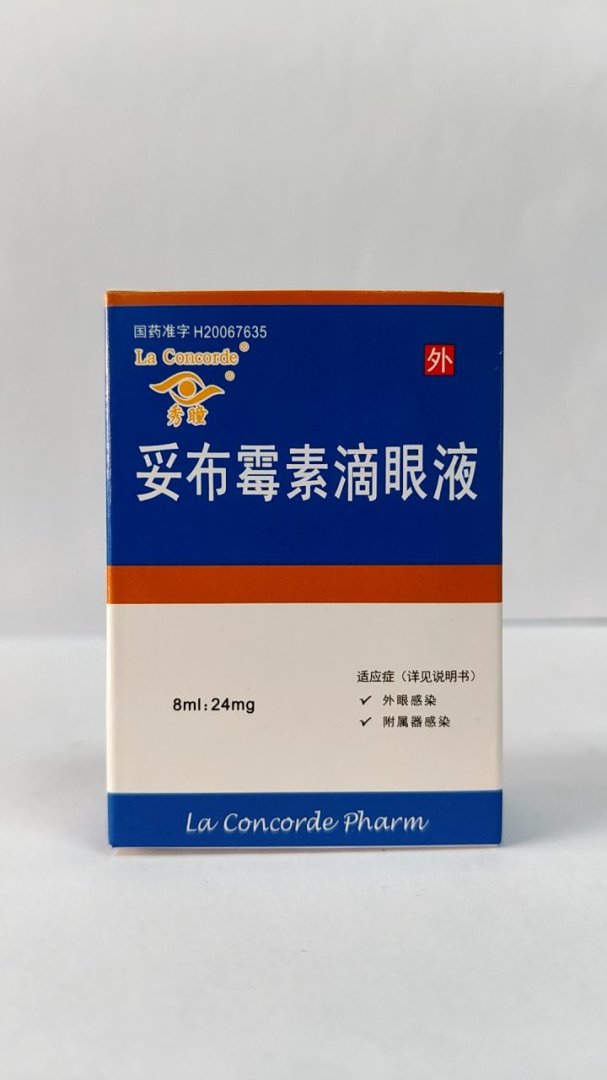 国药准字 H20067635
La Concorde®
®
秀瞳
外
妥布霉素滴眼液
适应症（详见说明书）
8ml:24mg
✓ 外眼感染
✓ 附属器感染
La Concorde Pharm